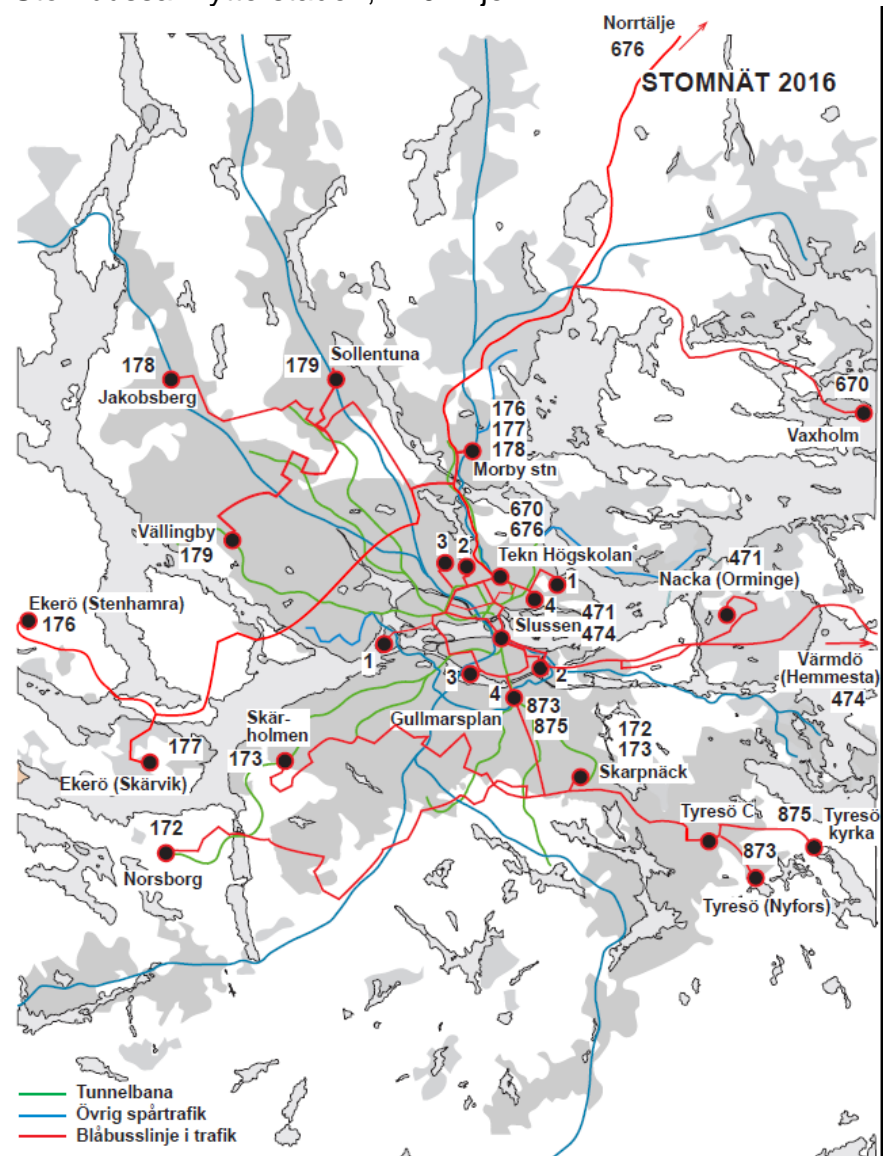 Norrtälje
676
STOMNÄT 2016
178
Jakobsberg
179
Sollentuna
670
Vaxholm
176
177
178
Morby stn
670
676
Tekn Högskolan
3
2
1
4
Vällingby
179
471
Nacka (Orminge)
Ekerö (Stenhamra)
176
471
Slussen
474
1
3
2
4
Värmdö
(Hemmesta)
474
Gullmarsplan
873
875
Skär-
holmen
173
177
Ekerö (Skärvik)
172
173
Skarpnäck
172
Norsborg
Tyresö C
875
Tyresö
kyrka
873
Tyresö (Nyfors)
Tunnelbana
Övrig spårtrafik
Blåbusslinje i trafik